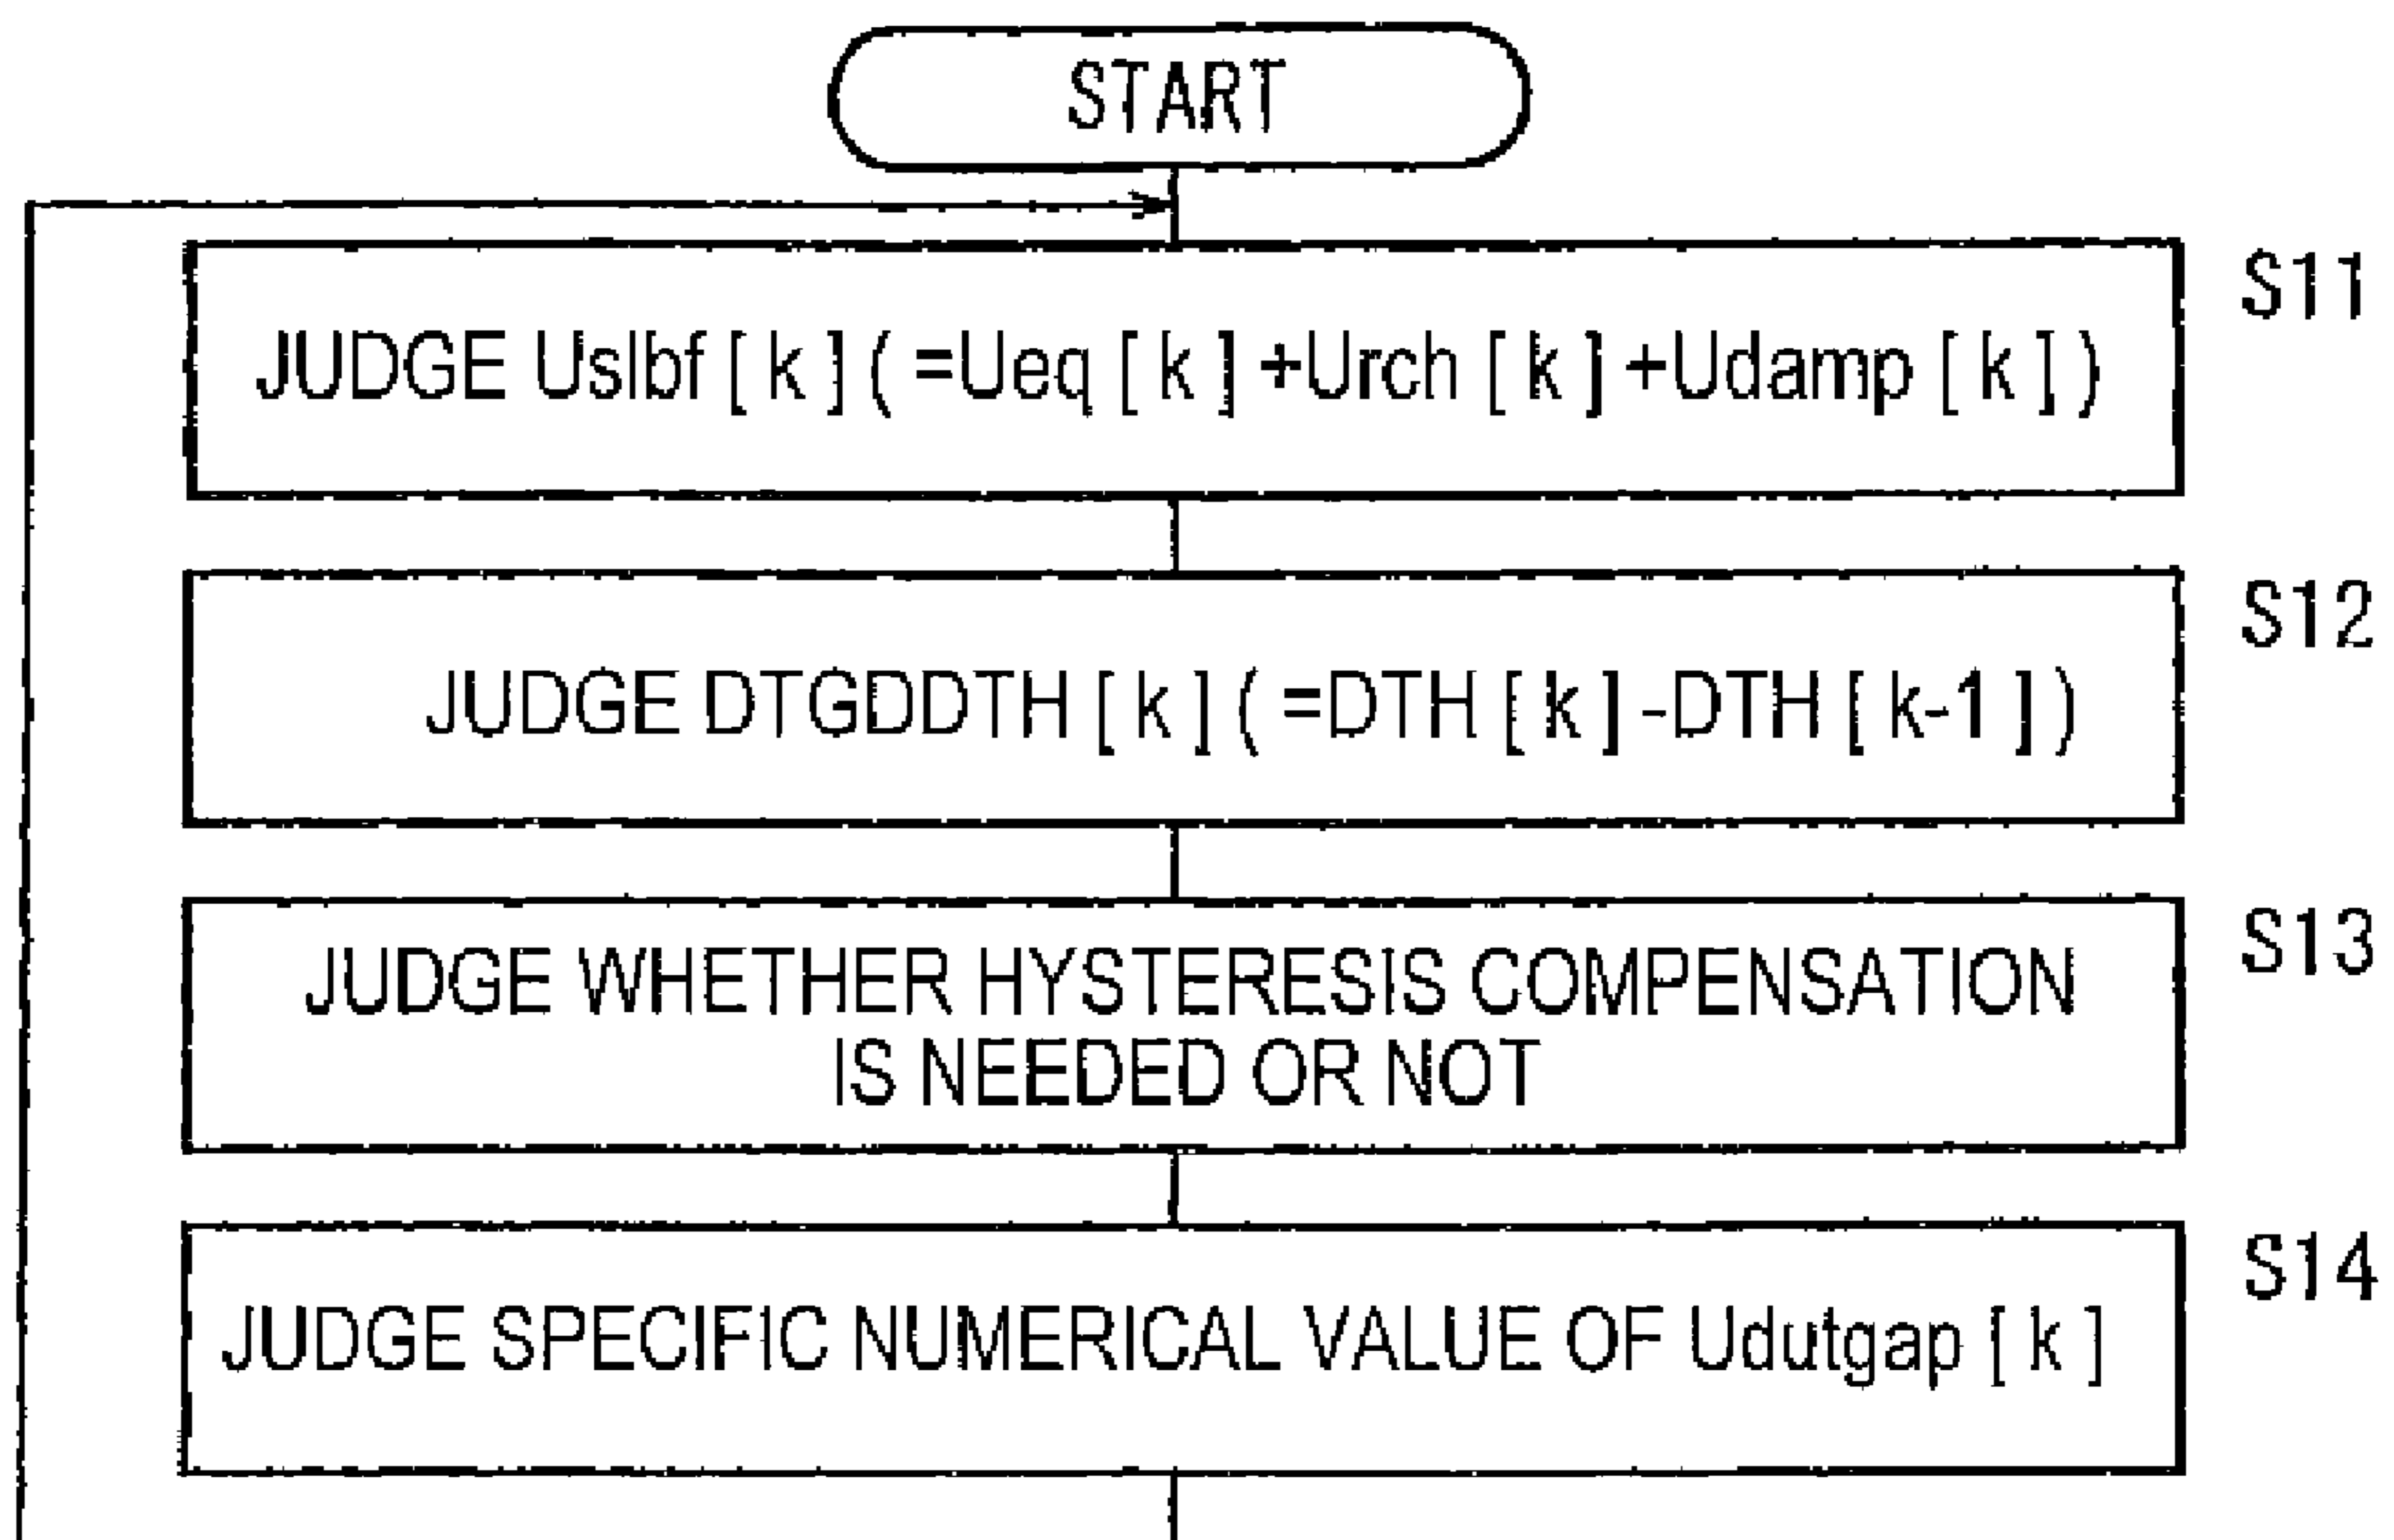 START
S11
JUDGE Uslbf [ k ] ( =Ueq [ k ] +Urch [ k ] +Udamp [ k ] )
S12
JUDGE DTGDDTH [ k ] ( =DTH [ k ] -DTH [ k-1 ] )
S13
JUDGE WHETHER HYSTERESIS COMPENSATION
IS NEEDED OR NOT
S14
JUDGE SPECIFIC NUMERICAL VALUE OF Udutgap [ k ]